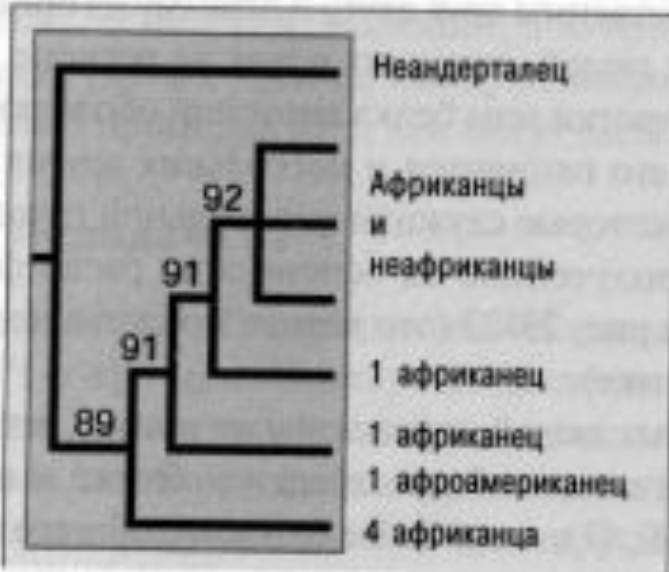 Неандерталец
92
Африканцы
и
неафриканцы
91
91
1 африканец
89
1 африканец
1 афроамериканец
4 африканца